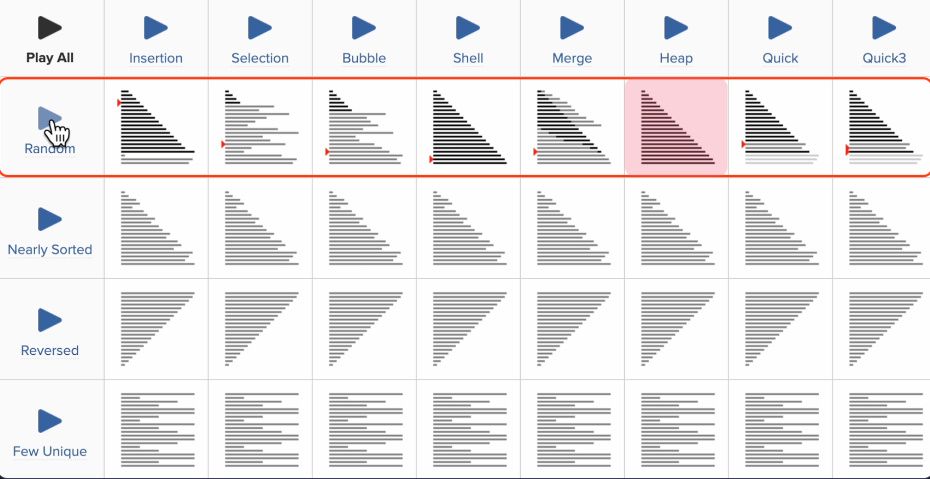 Play All
Insertion
Selection
Bubble
Shell
Merge
Heap
Quick
Quick3
Random
Nearly Sorted
Reversed
Few Unique